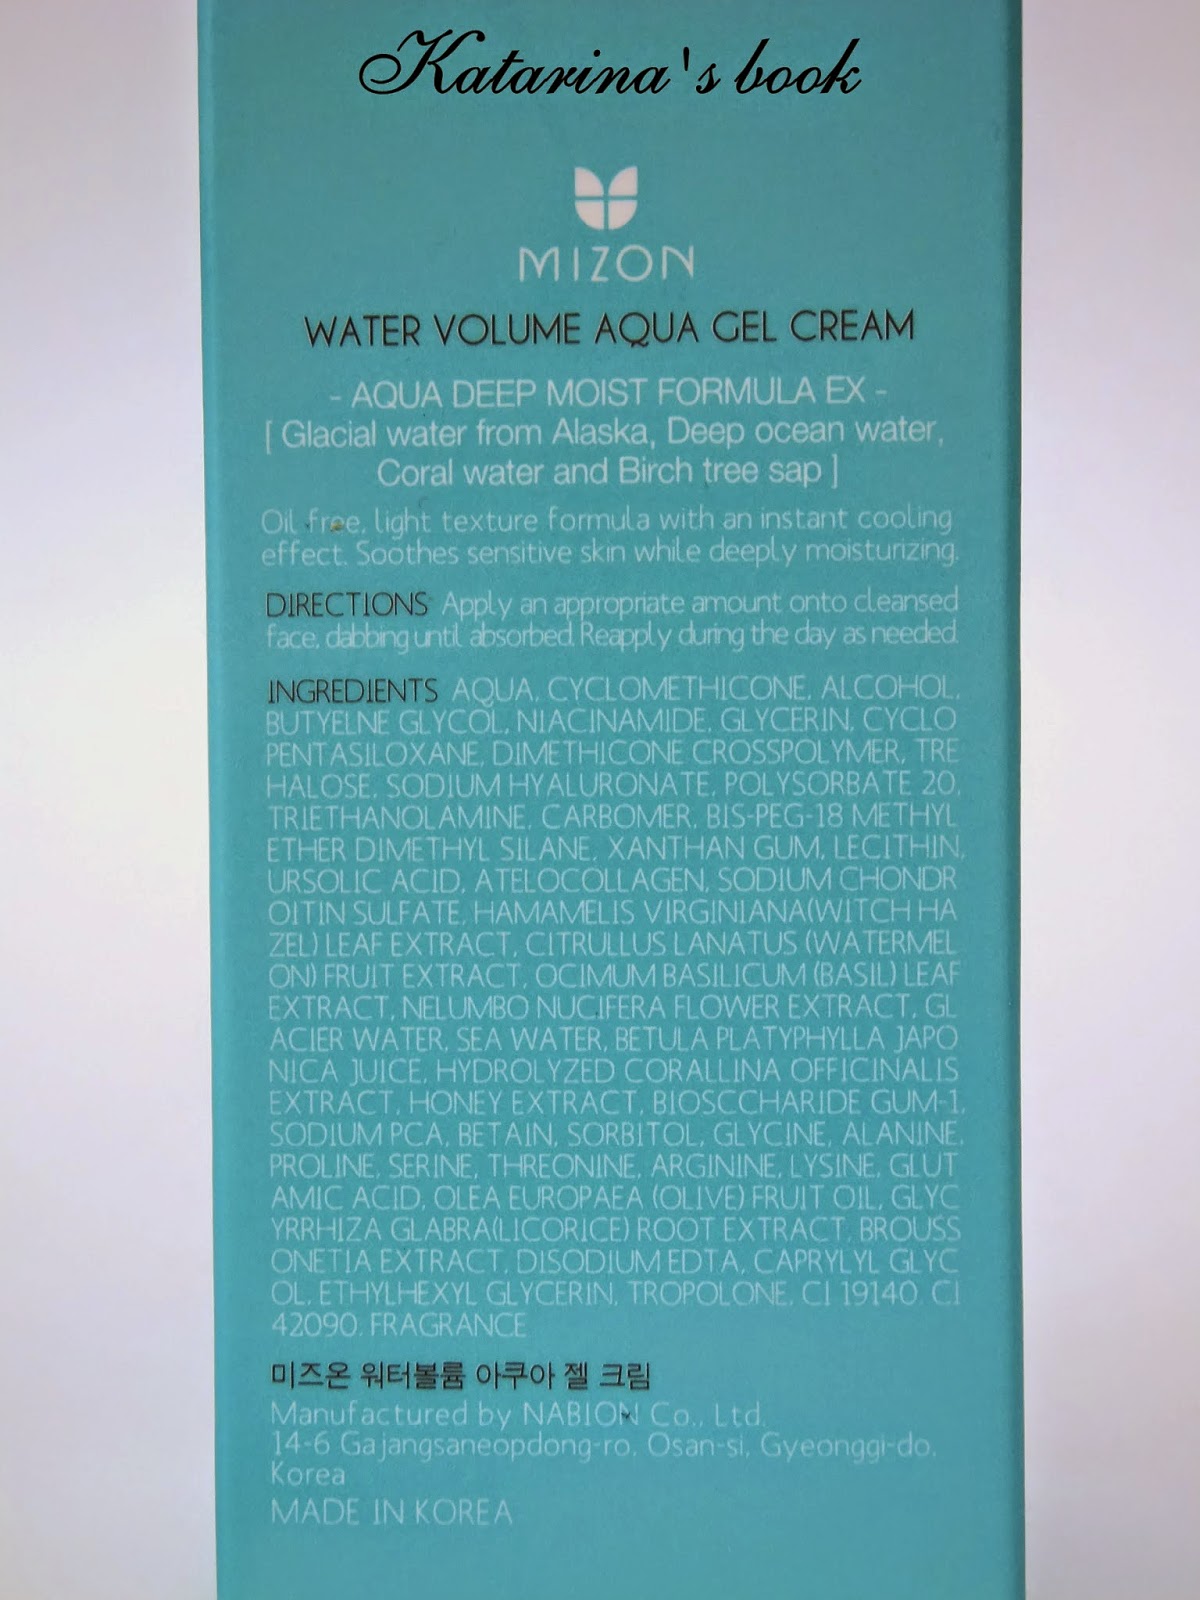 Katarina's book
MIZON
WATER VOLUME AQUA GEL CREAM
- AQUA DEEP MOIST FORMULA EX -
[ Glacial water from Alaska, Deep ocean water,
Coral water and Birch tree sap ]
Oil free, light texture formula with an instant cooling
effect. Soothes sensitive skin while deeply moisturizing.
DIRECTIONS Apply an appropriate amount onto cleansed
face, dabbing until absorbed. Reapply during the day as needed.
INGREDIENTS AQUA, CYCLOMETHICONE, ALCOHOL,
BUTYELNE GLYCOL, NIACINAMIDE, GLYCERIN, CYCLO
PENTASILOXANE, DIMETHICONE CROSSPOLYMER, TRE
HALOSE, SODIUM HYALURONATE, POLYSORBATE 20,
TRIETHANOLAMINE, CARBOMER, BIS-PEG-18 METHYL
ETHER DIMETHYL SILANE, XANTHAN GUM, LECITHIN,
URSOLIC ACID, ATELOCOLLAGEN, SODIUM CHONDR
OITIN SULFATE, HAMAMELIS VIRGINIANA(WITCH HA
ZEL) LEAF EXTRACT, CITRULLUS LANATUS (WATERMEL
ON) FRUIT EXTRACT, OCIMUM BASILICUM (BASIL) LEAF
EXTRACT, NELUMBO NUCIFERA FLOWER EXTRACT, GL
ACIER WATER, SEA WATER, BETULA PLATYPHYLLA JAPO
NICA JUICE, HYDROLYZED CORALLINA OFFICINALIS
EXTRACT, HONEY EXTRACT, BIOSCCHARIDE GUM-1,
SODIUM PCA, BETAIN, SORBITOL, GLYCINE, ALANINE,
PROLINE, SERINE, THREONINE, ARGININE, LYSINE, GLUT
AMIC ACID, OLEA EUROPAEA (OLIVE) FRUIT OIL, GLYC
YRRHIZA GLABRA(LICORICE) ROOT EXTRACT, BROUSS
ONETIA EXTRACT, DISODIUM EDTA, CAPRYLYL GLYC
OL, ETHYLHEXYL GLYCERIN, TROPOLONE, CI 19140, CI
42090, FRAGRANCE
미즈온 워터볼륨 아쿠아 젤 크림
Manufactured by NABION Co., Ltd.
14-6 Gajangsaneopdong-ro, Osan-si, Gyeonggi-do,
Korea
MADE IN KOREA